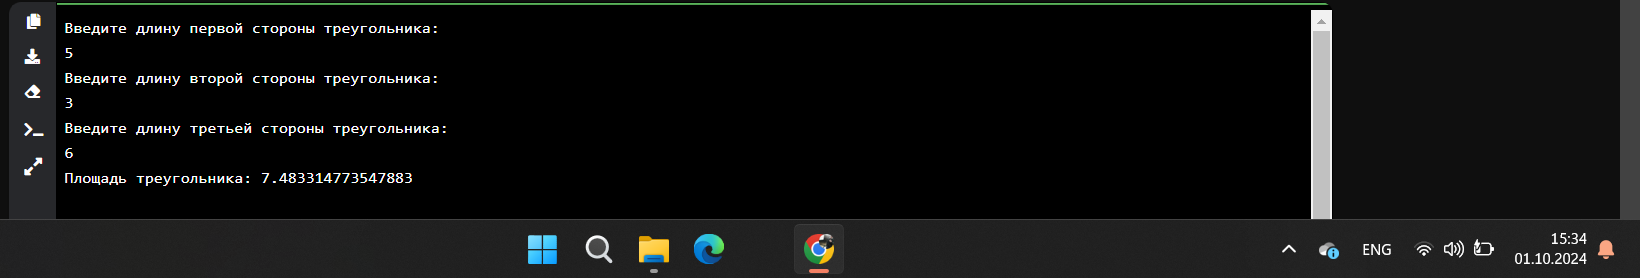 Введите длину первой стороны треугольника:
5
Введите длину второй стороны треугольника:
3
Введите длину третьей стороны треугольника:
6
Площадь треугольника: 7.483314773547883
ENG
15:34
01.10.2024